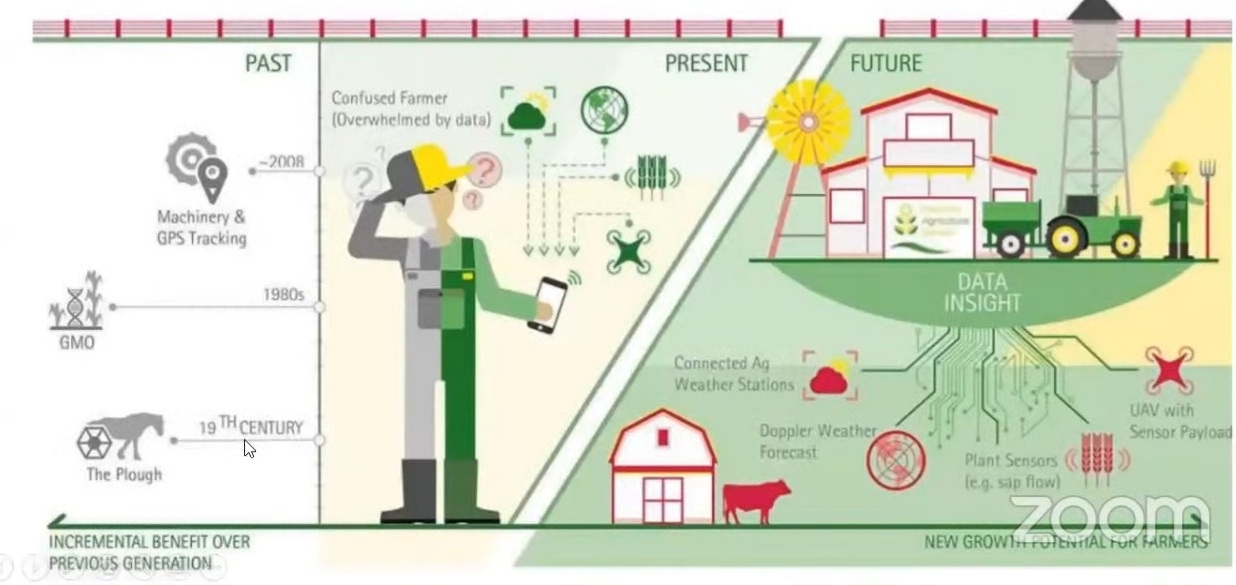 PAST
PRESENT
FUTURE
Confused Farmer
(Overwhelmed by data)
~2008
Machinery &
GPS Tracking
1980s
GMO
19TH CENTURY
The Plough
DATA
INSIGHT
Connected Ag
Weather Stations
Doppler Weather
Forecast
Plant Sensors
(e.g. sap flow)
UAV with
Sensor Payload
zoom
INCREMENTAL BENEFIT OVER
PREVIOUS GENERATION
NEW GROWTH POTENTIAL FOR FARMERS